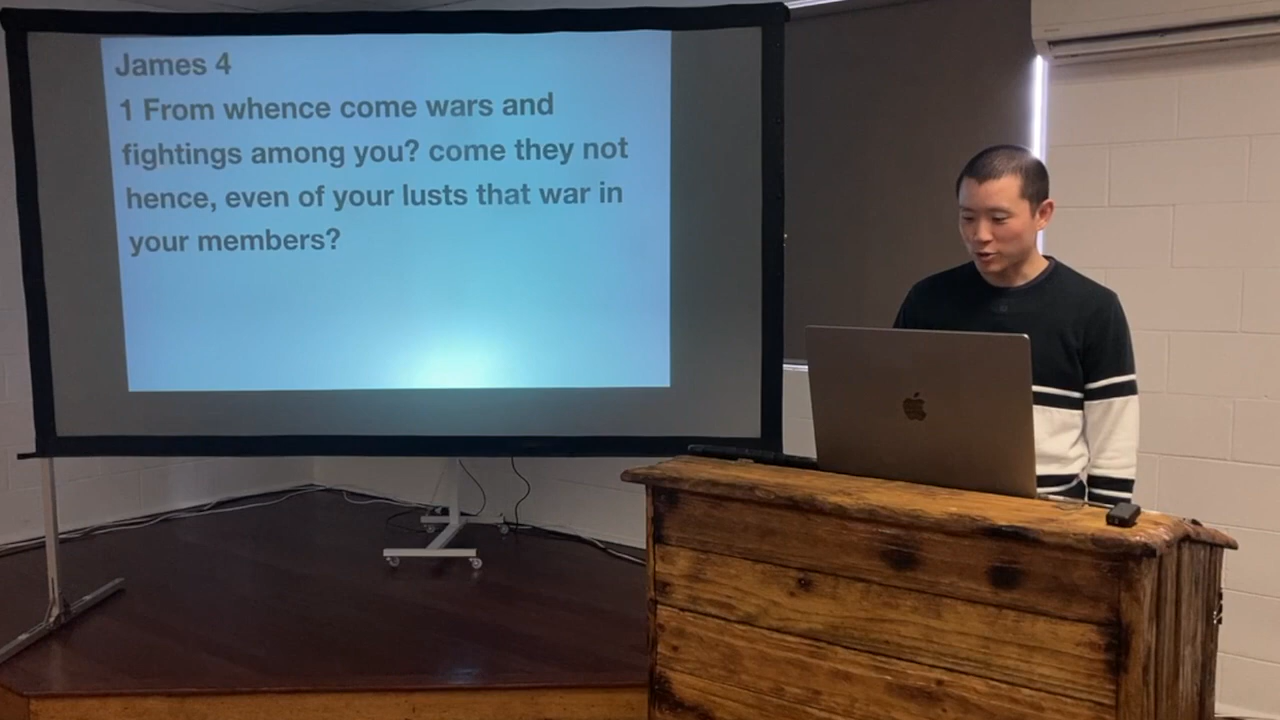 James 4
1 From whence come wars and
fightings among you? come they not
hence, even of your lusts that war in
your members?